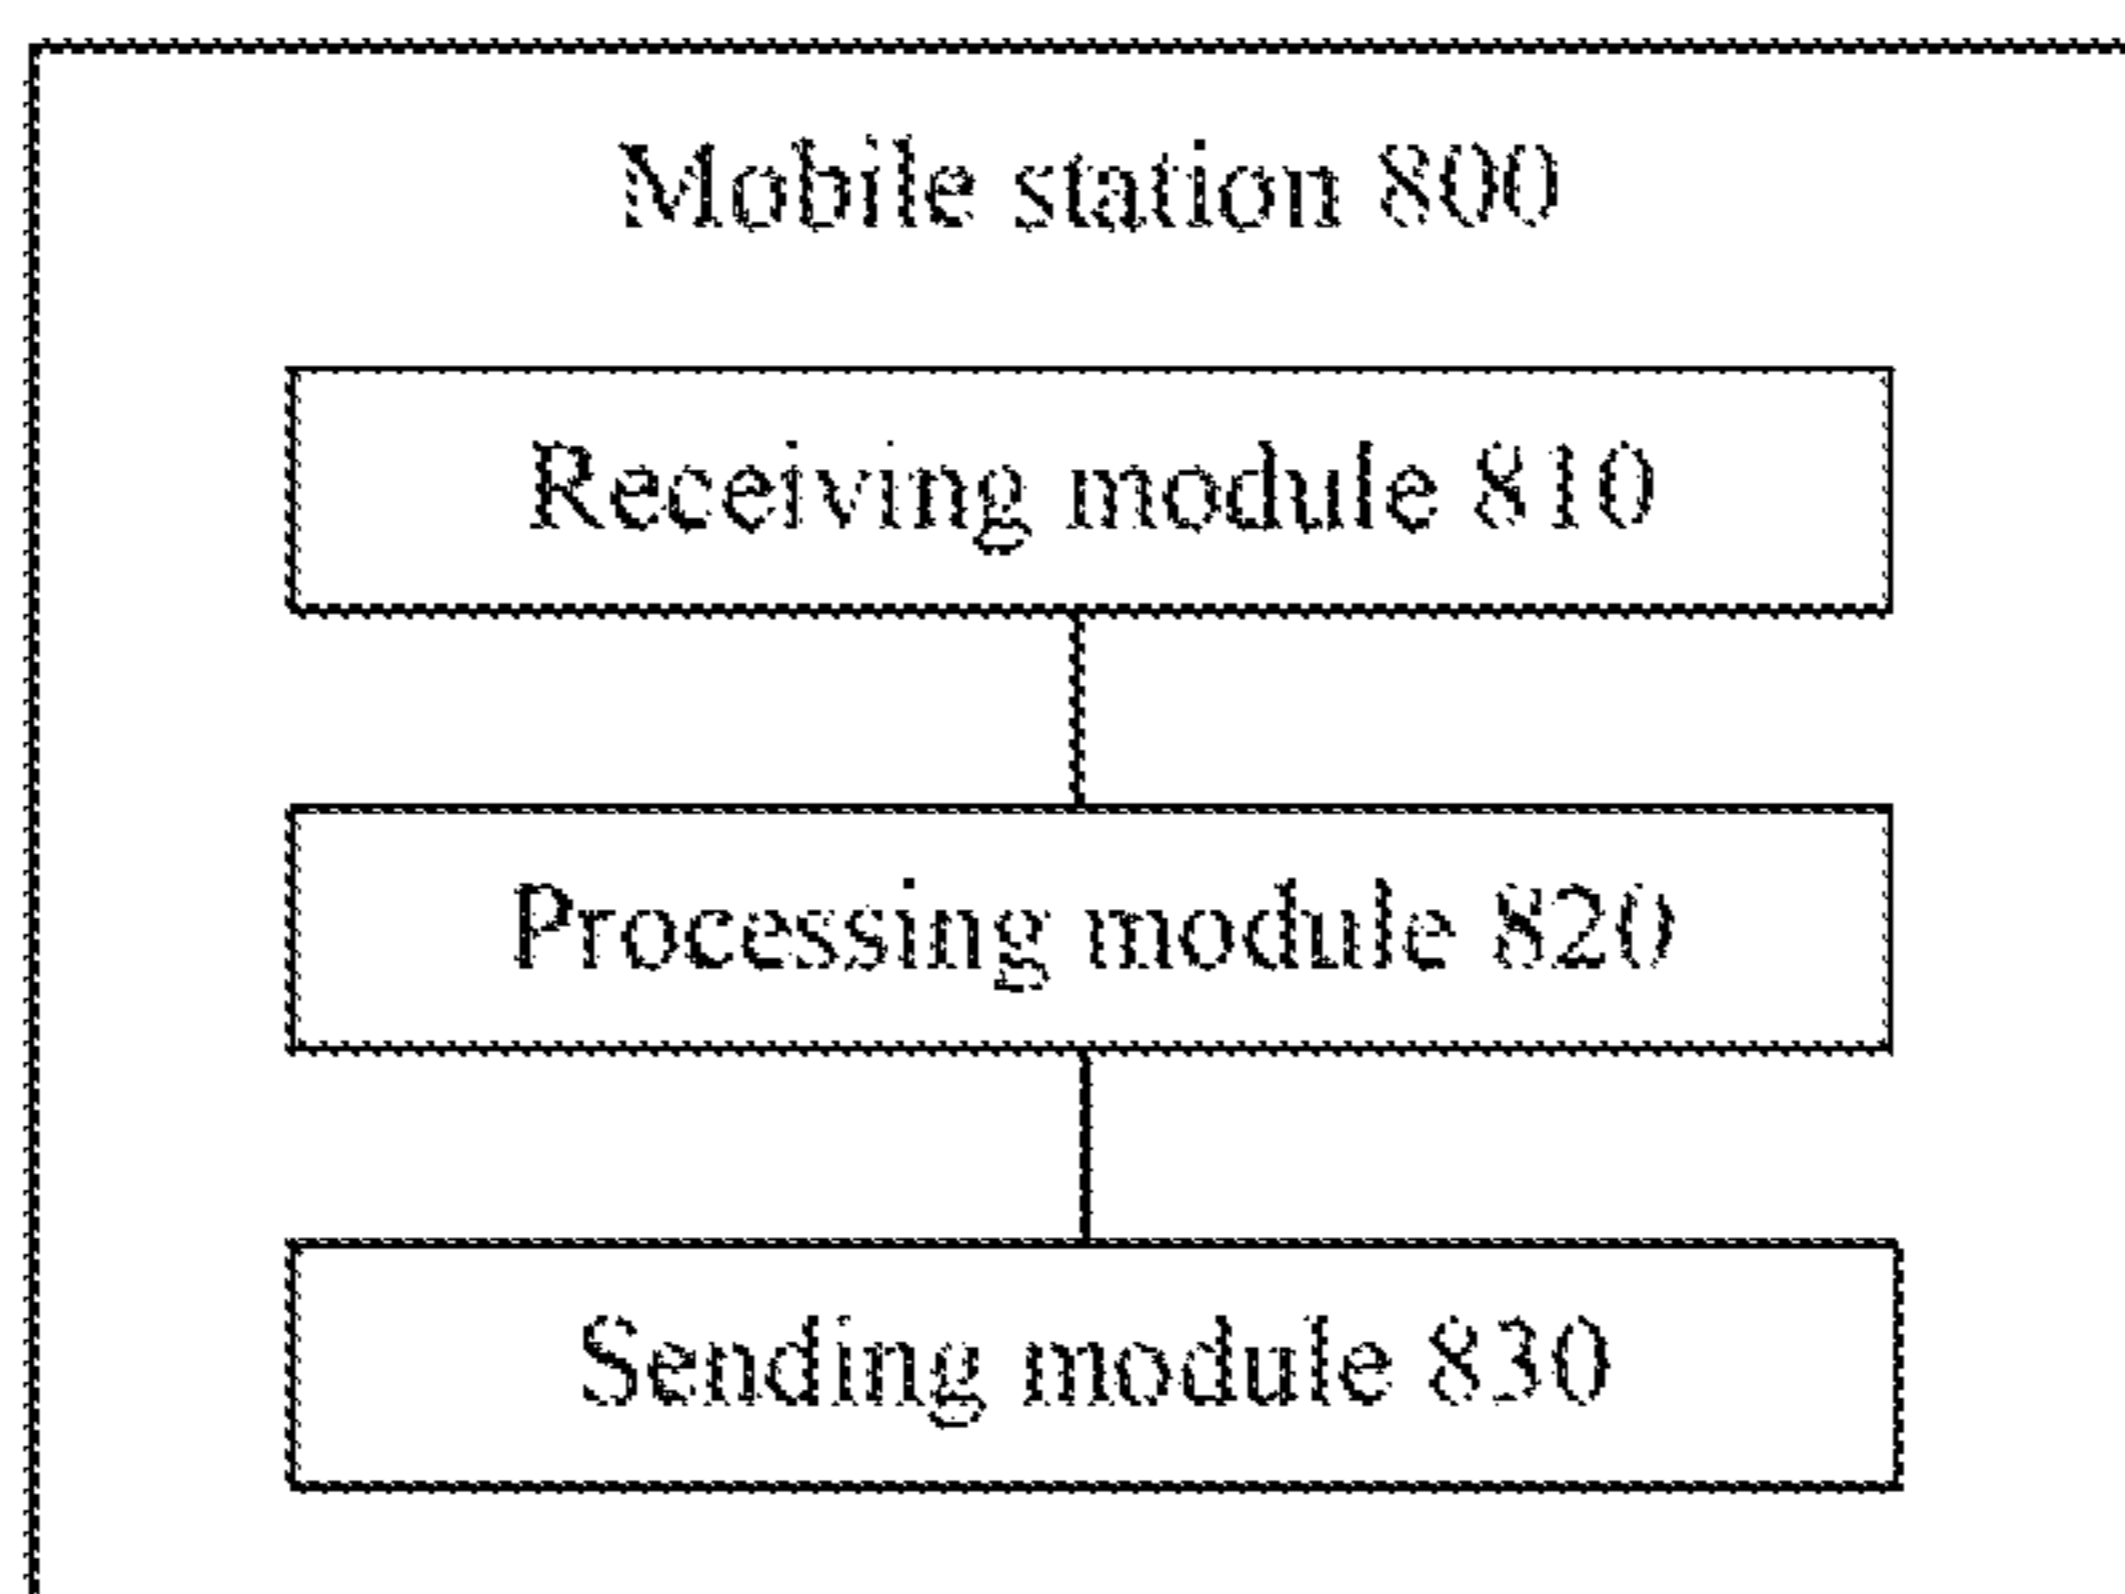 Mobile station 800
Receiving module 810
Processing module 820
Sending module 830